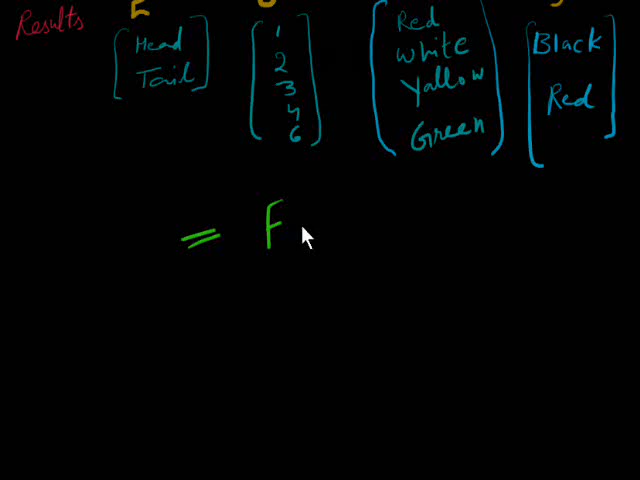 Results
Head
Tail
1
2
3
4
6
Red
White
Yallow
Green
Black
Red
= F